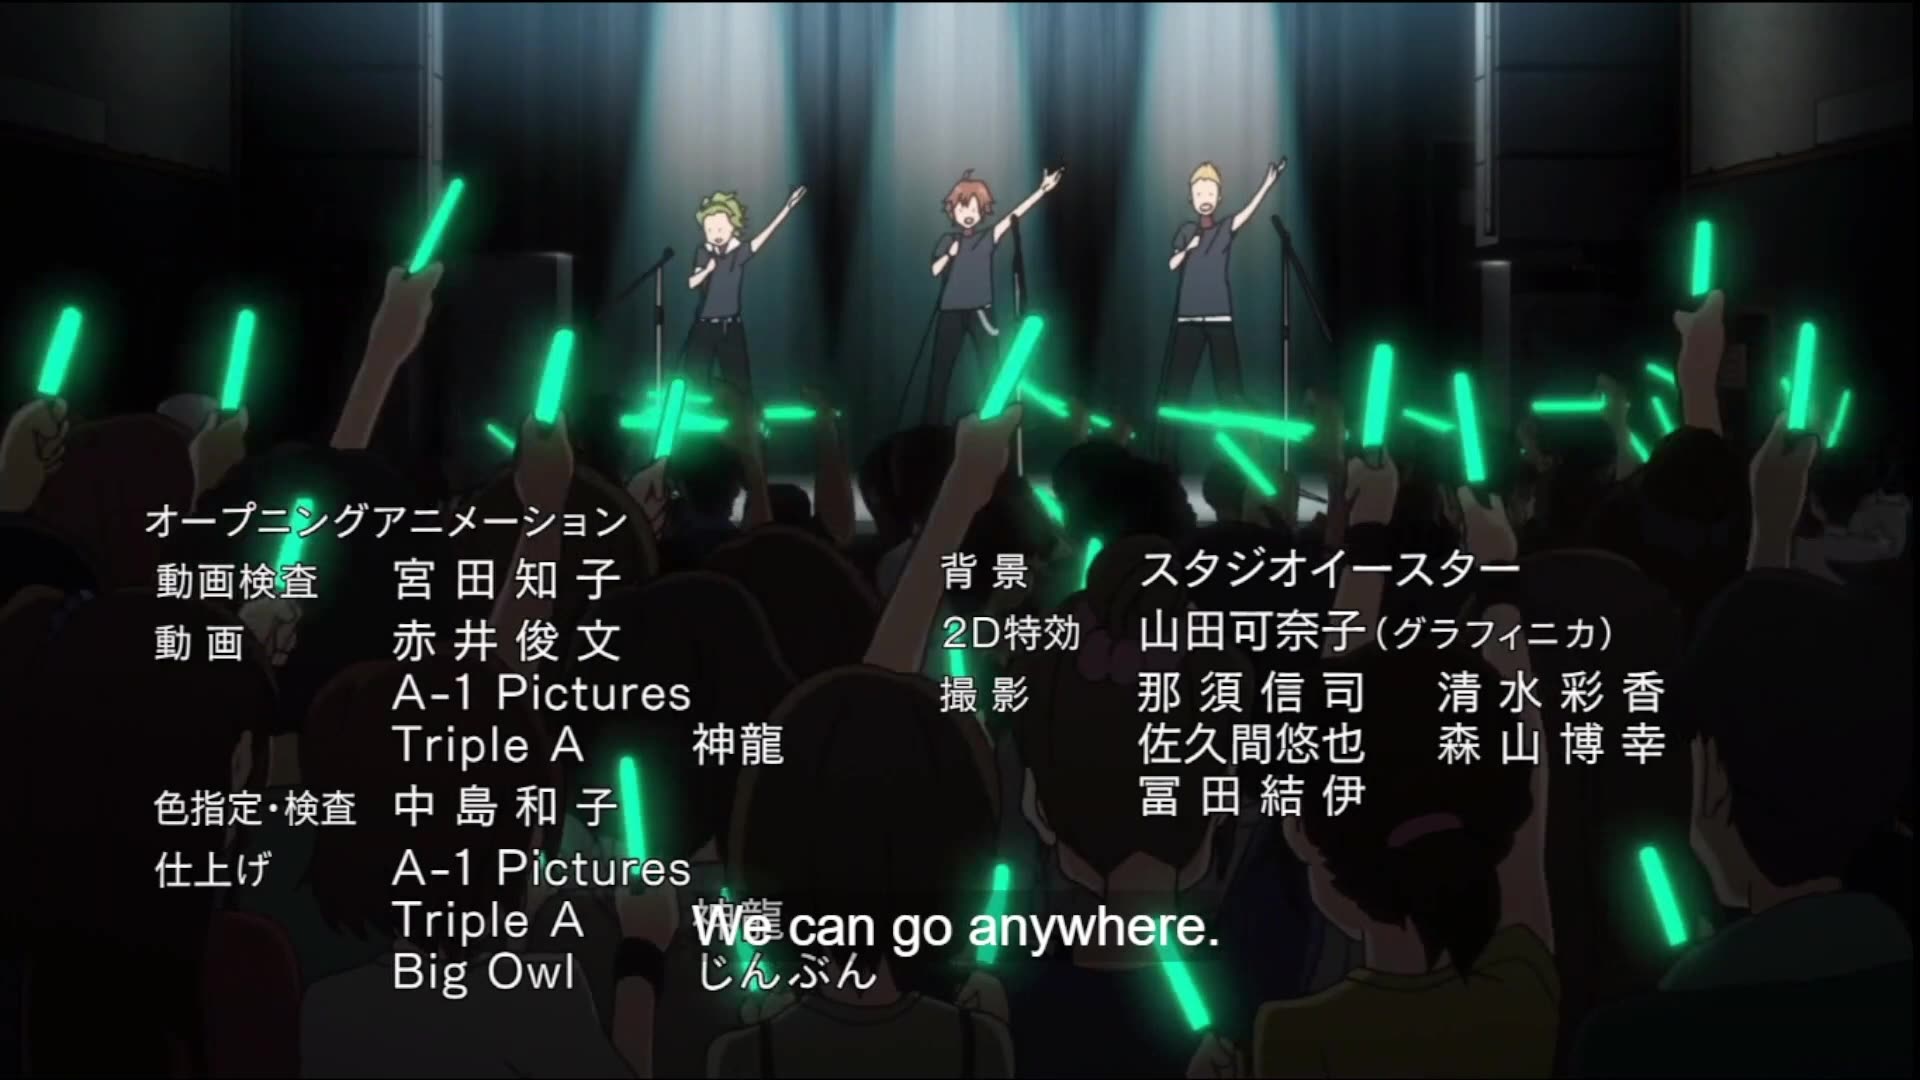 オープニングアニメーション
動画検査 宮田知子
動画 赤井俊文
A-1 Pictures
Triple A 神龍
色指定・検査 中島和子
仕上げ A-1 Pictures
Triple A 神龍
Big Owl じんぶん
背景 スタジオイースター
2D特効 山田可奈子(グラフィニカ)
撮影 那須信司 清水彩香
佐久間悠也 森山博幸
冨田結伊
We can go anywhere.